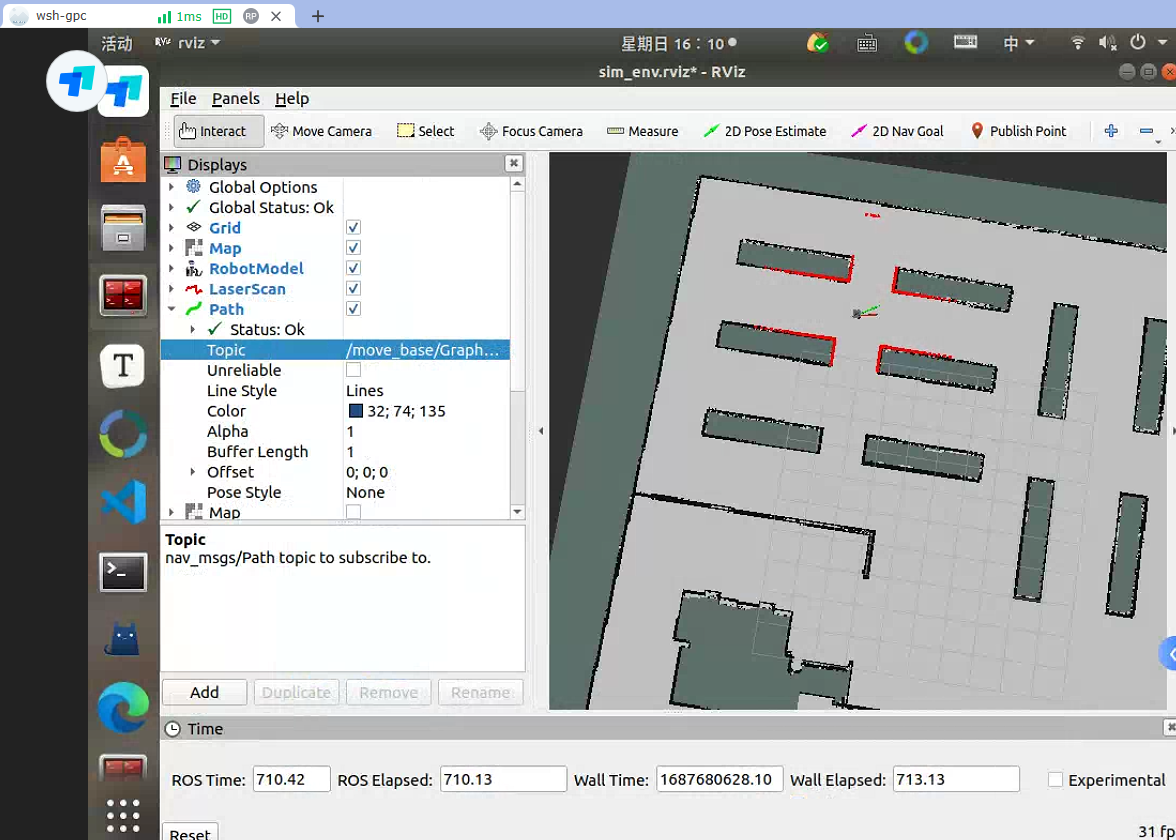 wsh-gpc 1ms HD RP
活动 RViz rviz 星期日 16：10 中
sim_env.rviz* - RViz
File Panels Help
Interact Move Camera Select Focus Camera Measure 2D Pose Estimate 2D Nav Goal Publish Point
Displays
Global Options
Global Status: Ok
Grid
Map
RobotModel
LaserScan
Path
Status: Ok
Topic /move_base/Graph…
Unreliable
Line Style Lines
Color 32; 74; 135
Alpha 1
Buffer Length 1
Offset 0; 0; 0
Pose Style None
Map
Topic
nav_msgs/Path topic to subscribe to.
Add Duplicate Remove Rename
Time
ROS Time: 710.42 ROS Elapsed: 710.13 Wall Time: 1687680628.10 Wall Elapsed: 713.13 Experimental
Reset 31 fp